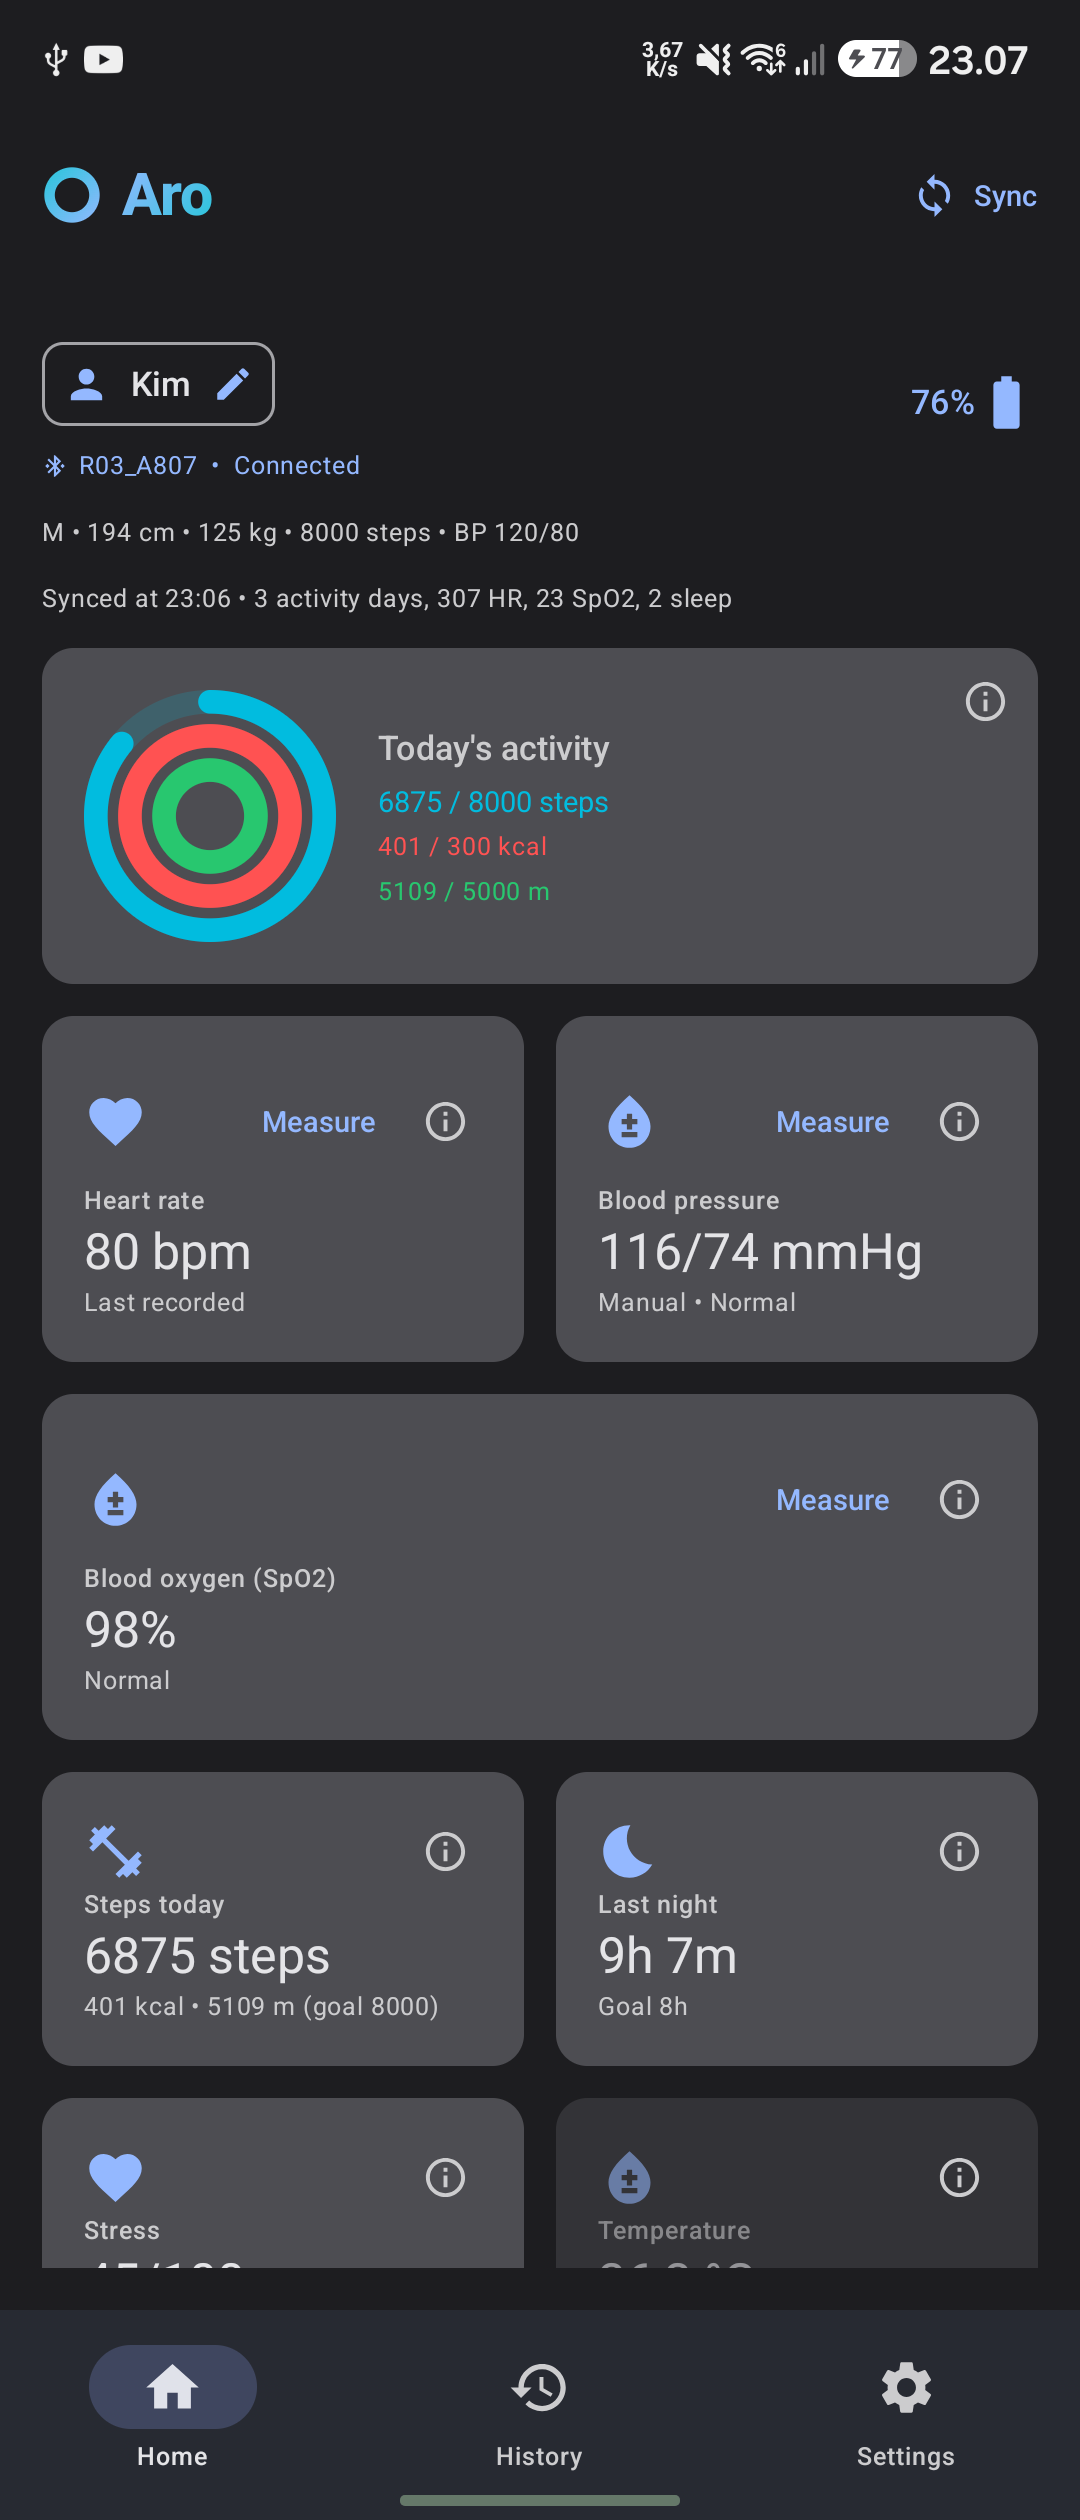 3,67
K/s
6
77
23.07
Aro
Sync
Kim
76%
R03_A807 • Connected
M • 194 cm • 125 kg • 8000 steps • BP 120/80
Synced at 23:06 • 3 activity days, 307 HR, 23 SpO2, 2 sleep
Today's activity
6875 / 8000 steps
401 / 300 kcal
5109 / 5000 m
Measure
Heart rate
80 bpm
Last recorded
Measure
Blood pressure
116/74 mmHg
Manual • Normal
Measure
Blood oxygen (SpO2)
98%
Normal
Steps today
6875 steps
401 kcal • 5109 m (goal 8000)
Last night
9h 7m
Goal 8h
Stress
Temperature
Home
History
Settings